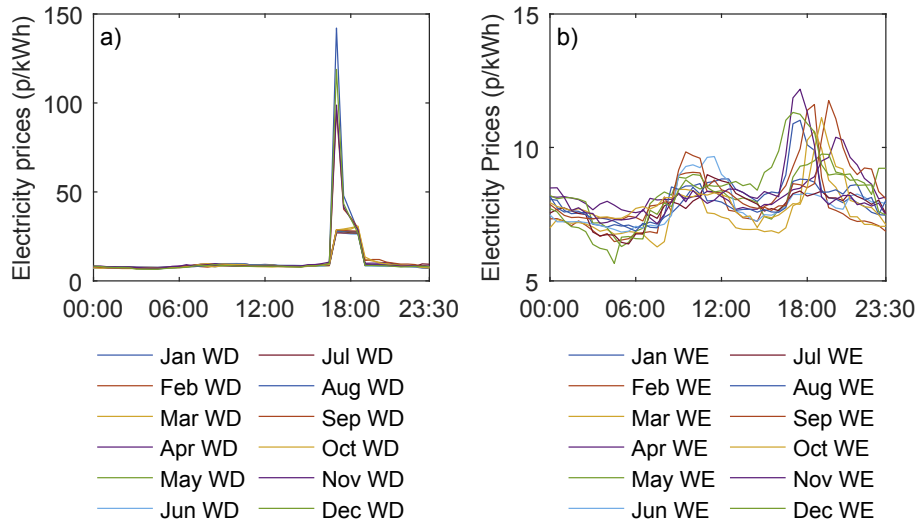 a)
Electricity prices (p/kWh)
150
100
50
0
00:00 06:00 12:00 18:00 23:30
Jan WD
Feb WD
Mar WD
Apr WD
May WD
Jun WD
Jul WD
Aug WD
Sep WD
Oct WD
Nov WD
Dec WD
b)
Electricity Prices (p/kWh)
15
10
5
00:00 06:00 12:00 18:00 23:30
Jan WE
Feb WE
Mar WE
Apr WE
May WE
Jun WE
Jul WE
Aug WE
Sep WE
Oct WE
Nov WE
Dec WE